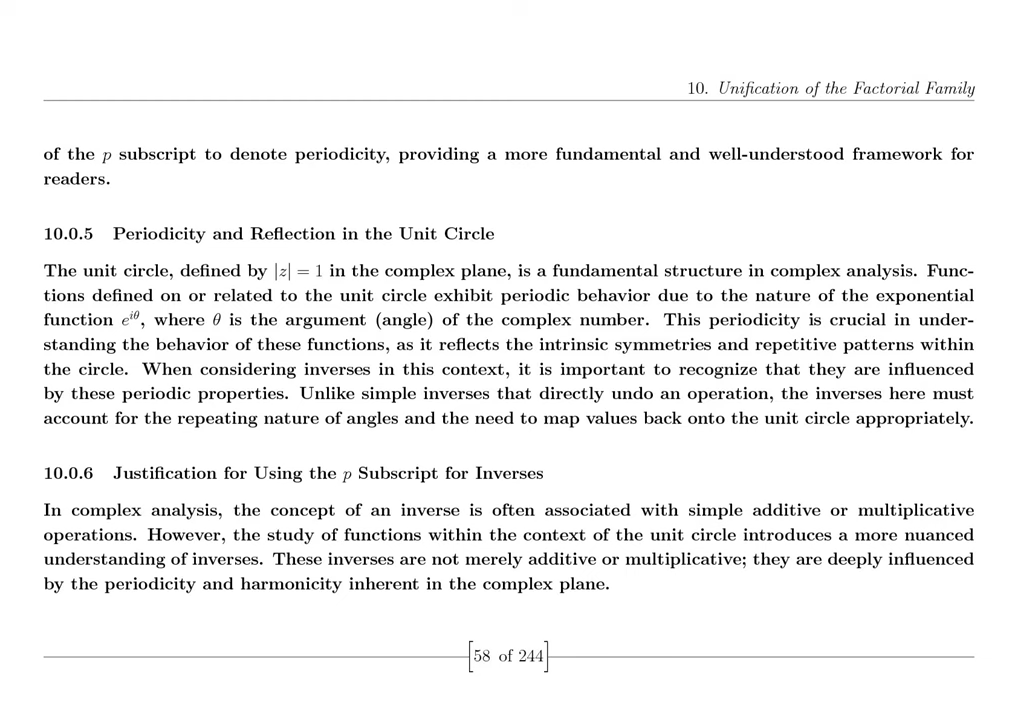 10. Unification of the Factorial Family
of the p subscript to denote periodicity, providing a more fundamental and well-understood framework for
readers.
10.0.5 Periodicity and Reflection in the Unit Circle
The unit circle, defined by |z| = 1 in the complex plane, is a fundamental structure in complex analysis. Func-
tions defined on or related to the unit circle exhibit periodic behavior due to the nature of the exponential
function e^{iθ}, where θ is the argument (angle) of the complex number. This periodicity is crucial in under-
standing the behavior of these functions, as it reflects the intrinsic symmetries and repetitive patterns within
the circle. When considering inverses in this context, it is important to recognize that they are influenced
by these periodic properties. Unlike simple inverses that directly undo an operation, the inverses here must
account for the repeating nature of angles and the need to map values back onto the unit circle appropriately.
10.0.6 Justification for Using the p Subscript for Inverses
In complex analysis, the concept of an inverse is often associated with simple additive or multiplicative
operations. However, the study of functions within the context of the unit circle introduces a more nuanced
understanding of inverses. These inverses are not merely additive or multiplicative; they are deeply influenced
by the periodicity and harmonicity inherent in the complex plane.
[58 of 244]